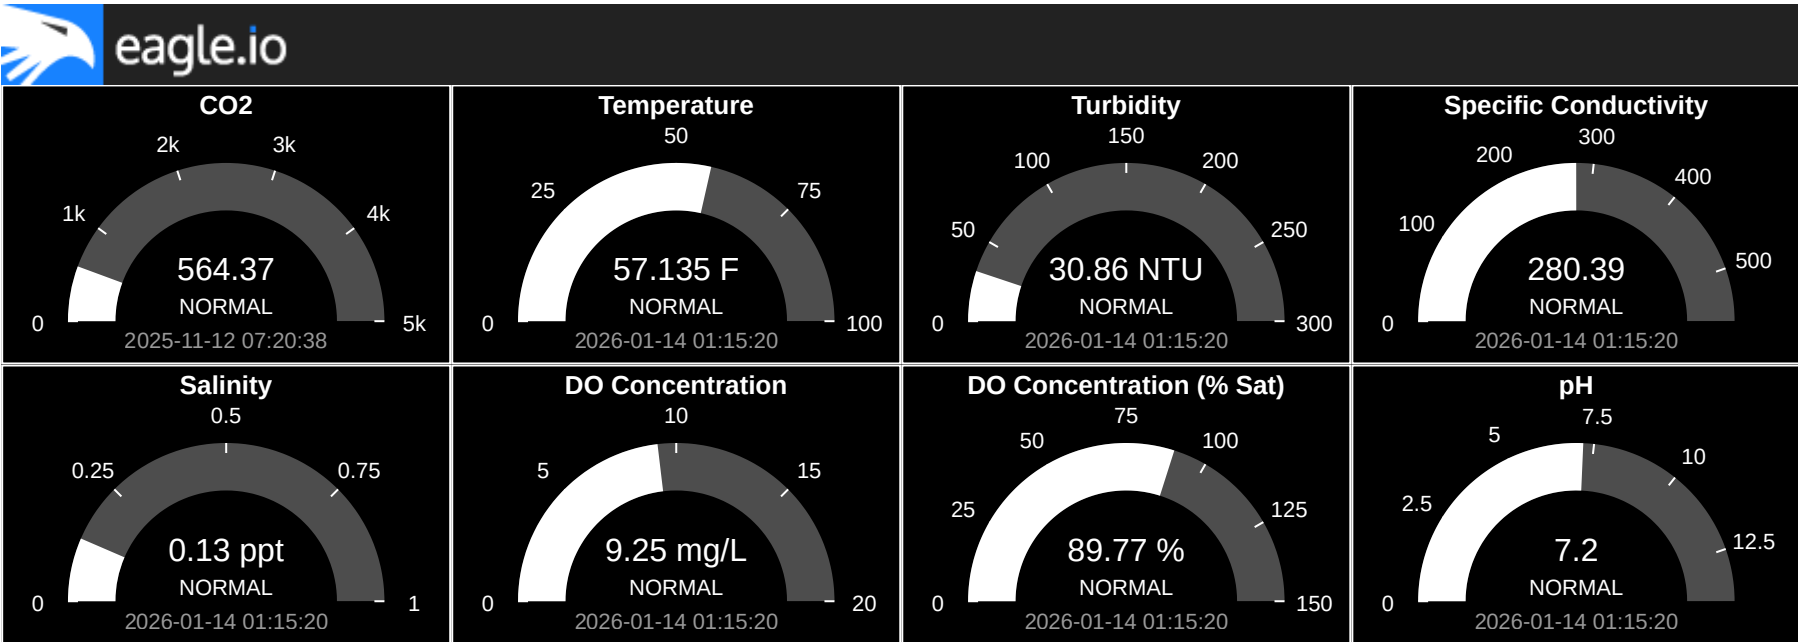 eagle.io
CO2
0
1k
2k
3k
4k
5k
564.37
NORMAL
2025-11-12 07:20:38
Temperature
0
25
50
75
100
57.135 F
NORMAL
2026-01-14 01:15:20
Turbidity
0
50
100
150
200
250
300
30.86 NTU
NORMAL
2026-01-14 01:15:20
Specific Conductivity
0
100
200
300
400
500
280.39
NORMAL
2026-01-14 01:15:20
Salinity
0
0.25
0.5
0.75
1
0.13 ppt
NORMAL
2026-01-14 01:15:20
DO Concentration
0
5
10
15
20
9.25 mg/L
NORMAL
2026-01-14 01:15:20
DO Concentration (% Sat)
0
25
50
75
100
125
150
89.77 %
NORMAL
2026-01-14 01:15:20
pH
0
2.5
5
7.5
10
12.5
7.2
NORMAL
2026-01-14 01:15:20